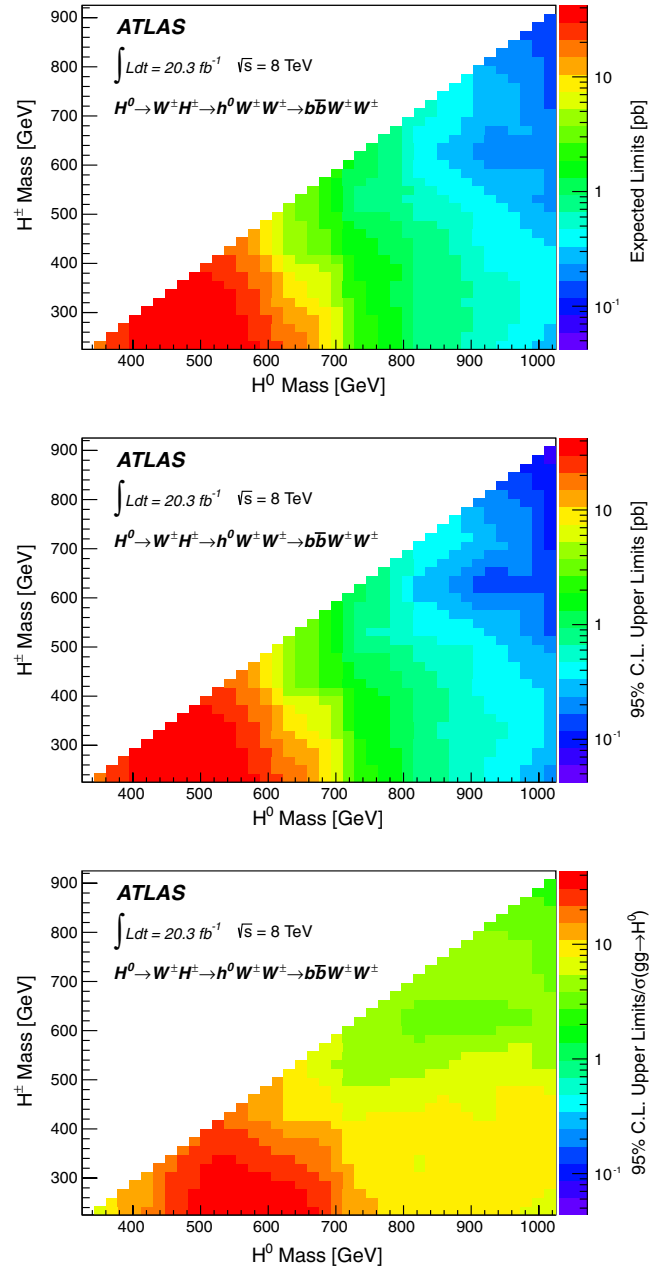 ATLAS
∫Ldt = 20.3 fb⁻¹ √s = 8 TeV
H⁰→W±H±→h⁰W±W±→bb̅W±W±
H± Mass [GeV]
900
800
700
600
500
400
300
400 500 600 700 800 900 1000
H⁰ Mass [GeV]
10
1
10⁻¹
Expected Limits [pb]
ATLAS
∫Ldt = 20.3 fb⁻¹ √s = 8 TeV
H⁰→W±H±→h⁰W±W±→bb̅W±W±
H± Mass [GeV]
900
800
700
600
500
400
300
400 500 600 700 800 900 1000
H⁰ Mass [GeV]
10
1
10⁻¹
95% C.L. Upper Limits [pb]
ATLAS
∫Ldt = 20.3 fb⁻¹ √s = 8 TeV
H⁰→W±H±→h⁰W±W±→bb̅W±W±
H± Mass [GeV]
900
800
700
600
500
400
300
400 500 600 700 800 900 1000
H⁰ Mass [GeV]
10
1
10⁻¹
95% C.L. Upper Limits/σ(gg→H⁰)